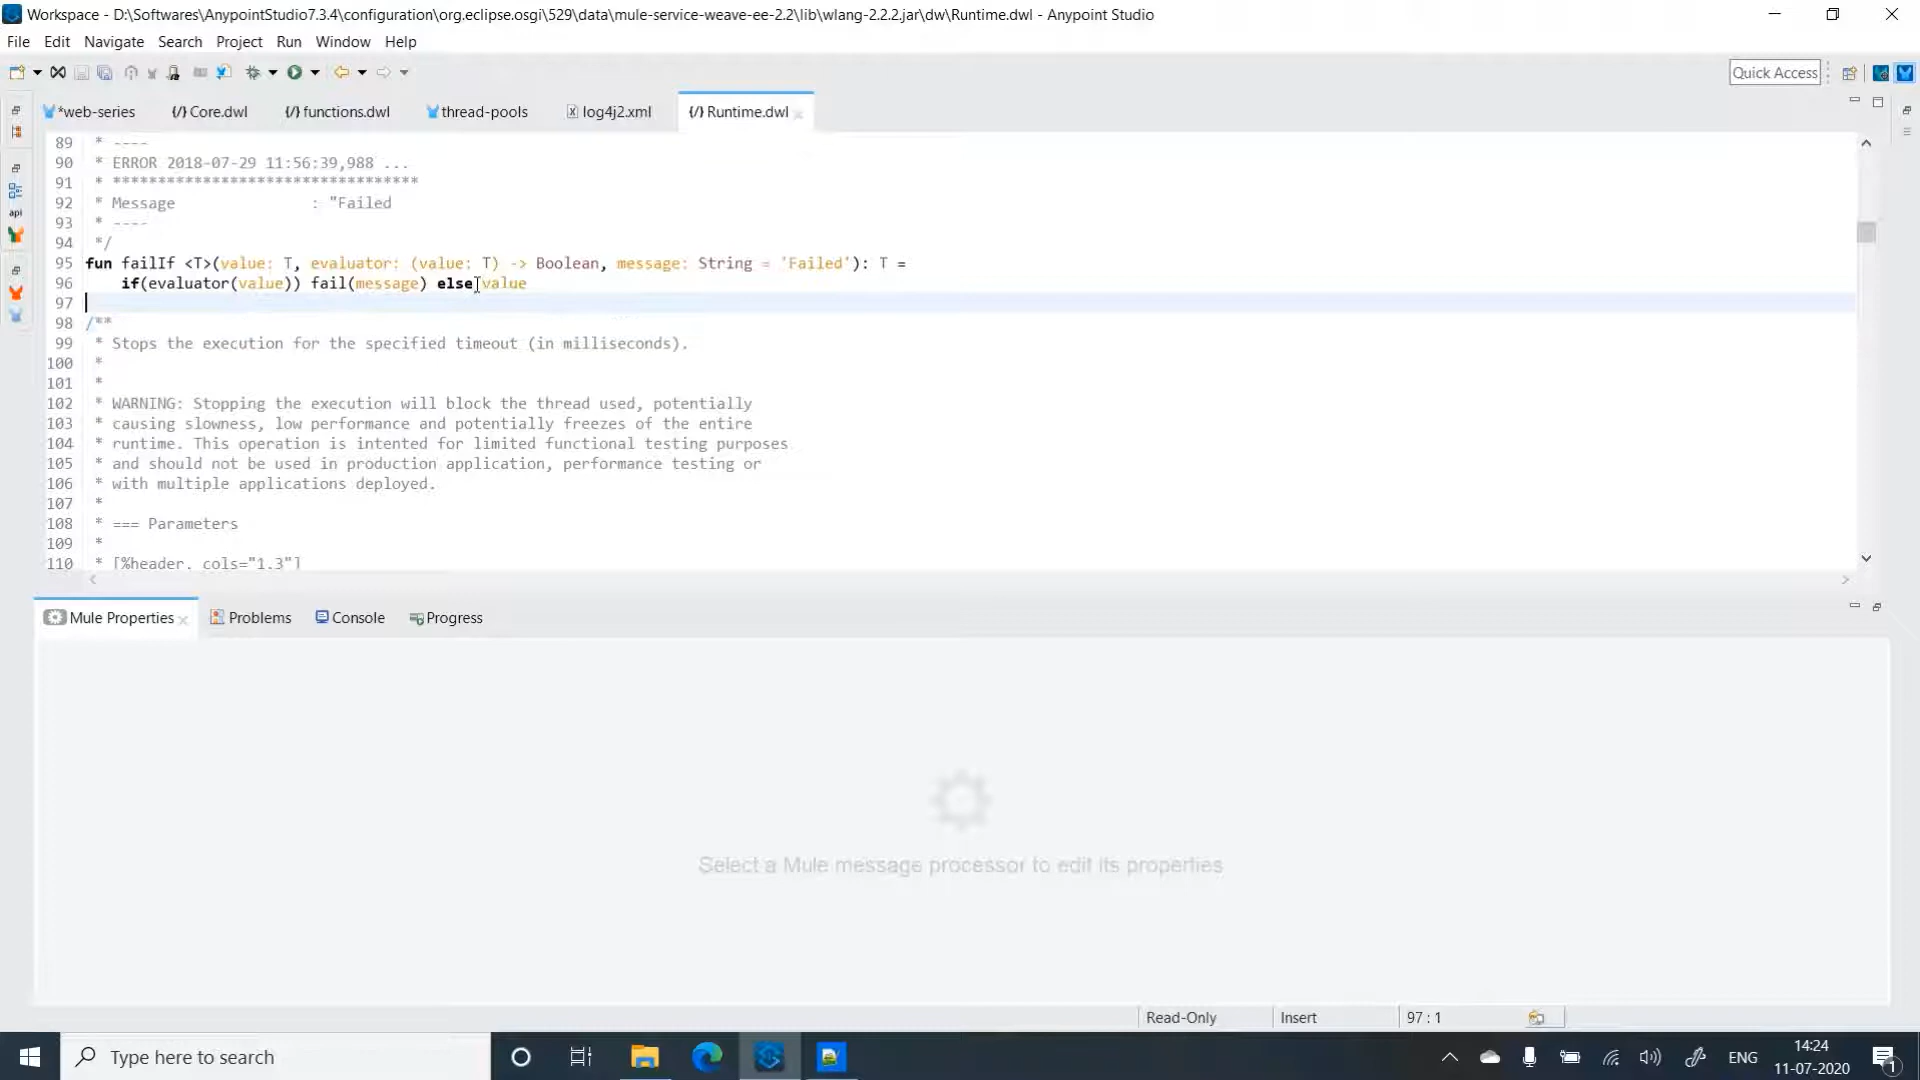 Workspace - D:\Softwares\AnypointStudio7.3.4\configuration\org.eclipse.osgi\529\data\mule-service-weave-ee-2.2\lib\wlang-2.2.2.jar\dw\Runtime.dwl - Anypoint Studio
File Edit Navigate Search Project Run Window Help
Quick Access
*web-series {/} Core.dwl {/} functions.dwl thread-pools x log4j2.xml {/} Runtime.dwl
89 * ----
90 * ERROR 2018-07-29 11:56:39,988 ...
91 * **********************************
92 * Message : "Failed
93 * ----
94 */
95 fun failIf <T>(value: T, evaluator: (value: T) -> Boolean, message: String = 'Failed'): T =
96 if(evaluator(value)) fail(message) else value
97
98 /**
99 * Stops the execution for the specified timeout (in milliseconds).
100 *
101 *
102 * WARNING: Stopping the execution will block the thread used, potentially
103 * causing slowness, low performance and potentially freezes of the entire
104 * runtime. This operation is intented for limited functional testing purposes
105 * and should not be used in production application, performance testing or
106 * with multiple applications deployed.
107 *
108 * === Parameters
109 *
110 * [%header, cols="1,3"]
api
Mule Properties Problems Console Progress
Select a Mule message processor to edit its properties
Read-Only Insert 97 : 1
Type here to search
ENG
14:24
11-07-2020
1